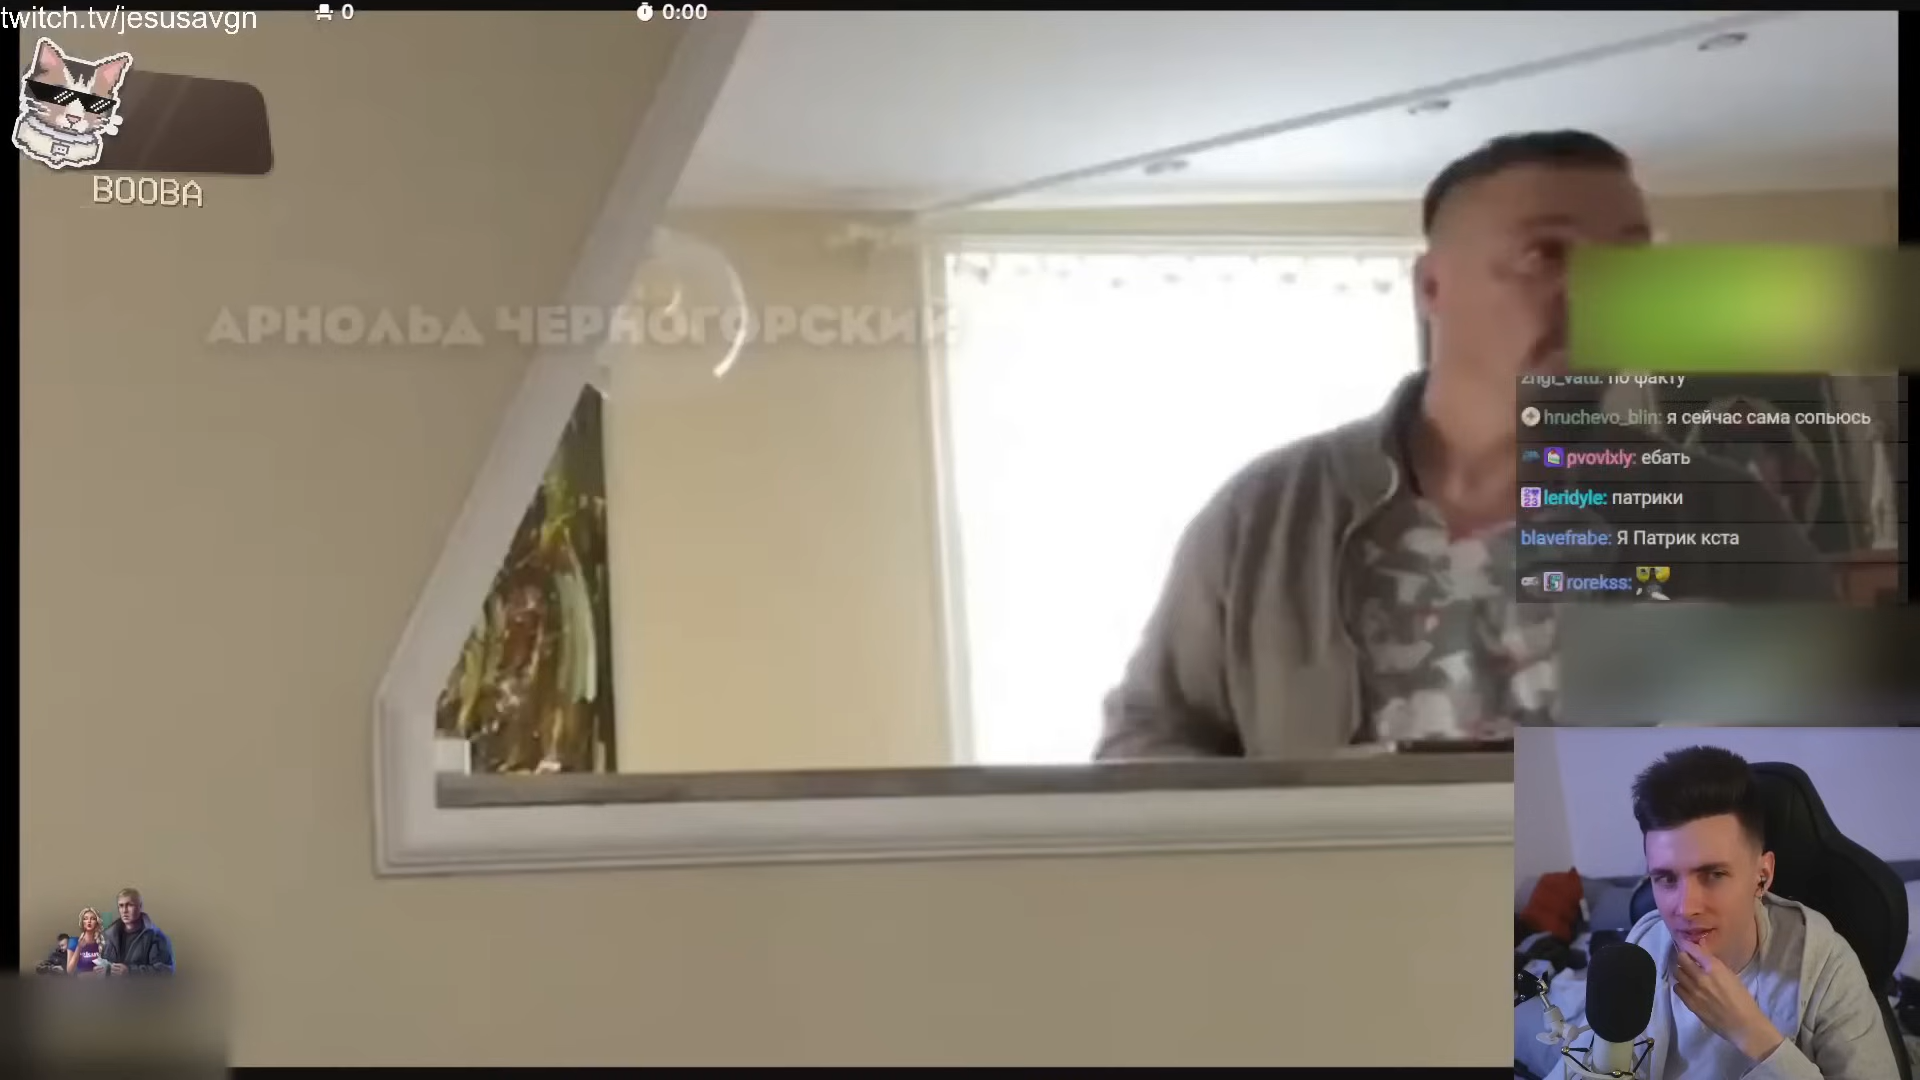 twitch.tv/jesusavgn
0
0:00
BOOBA
АРНОЛЬД ЧЕРНОГОРСКИЙ
zhgi_vatu: по факту
hruchevo_blin: я сейчас сама сопьюсь
pvovlxly: ебать
leridyle: патрики
blavefrabe: Я Патрик кста
rorekss: